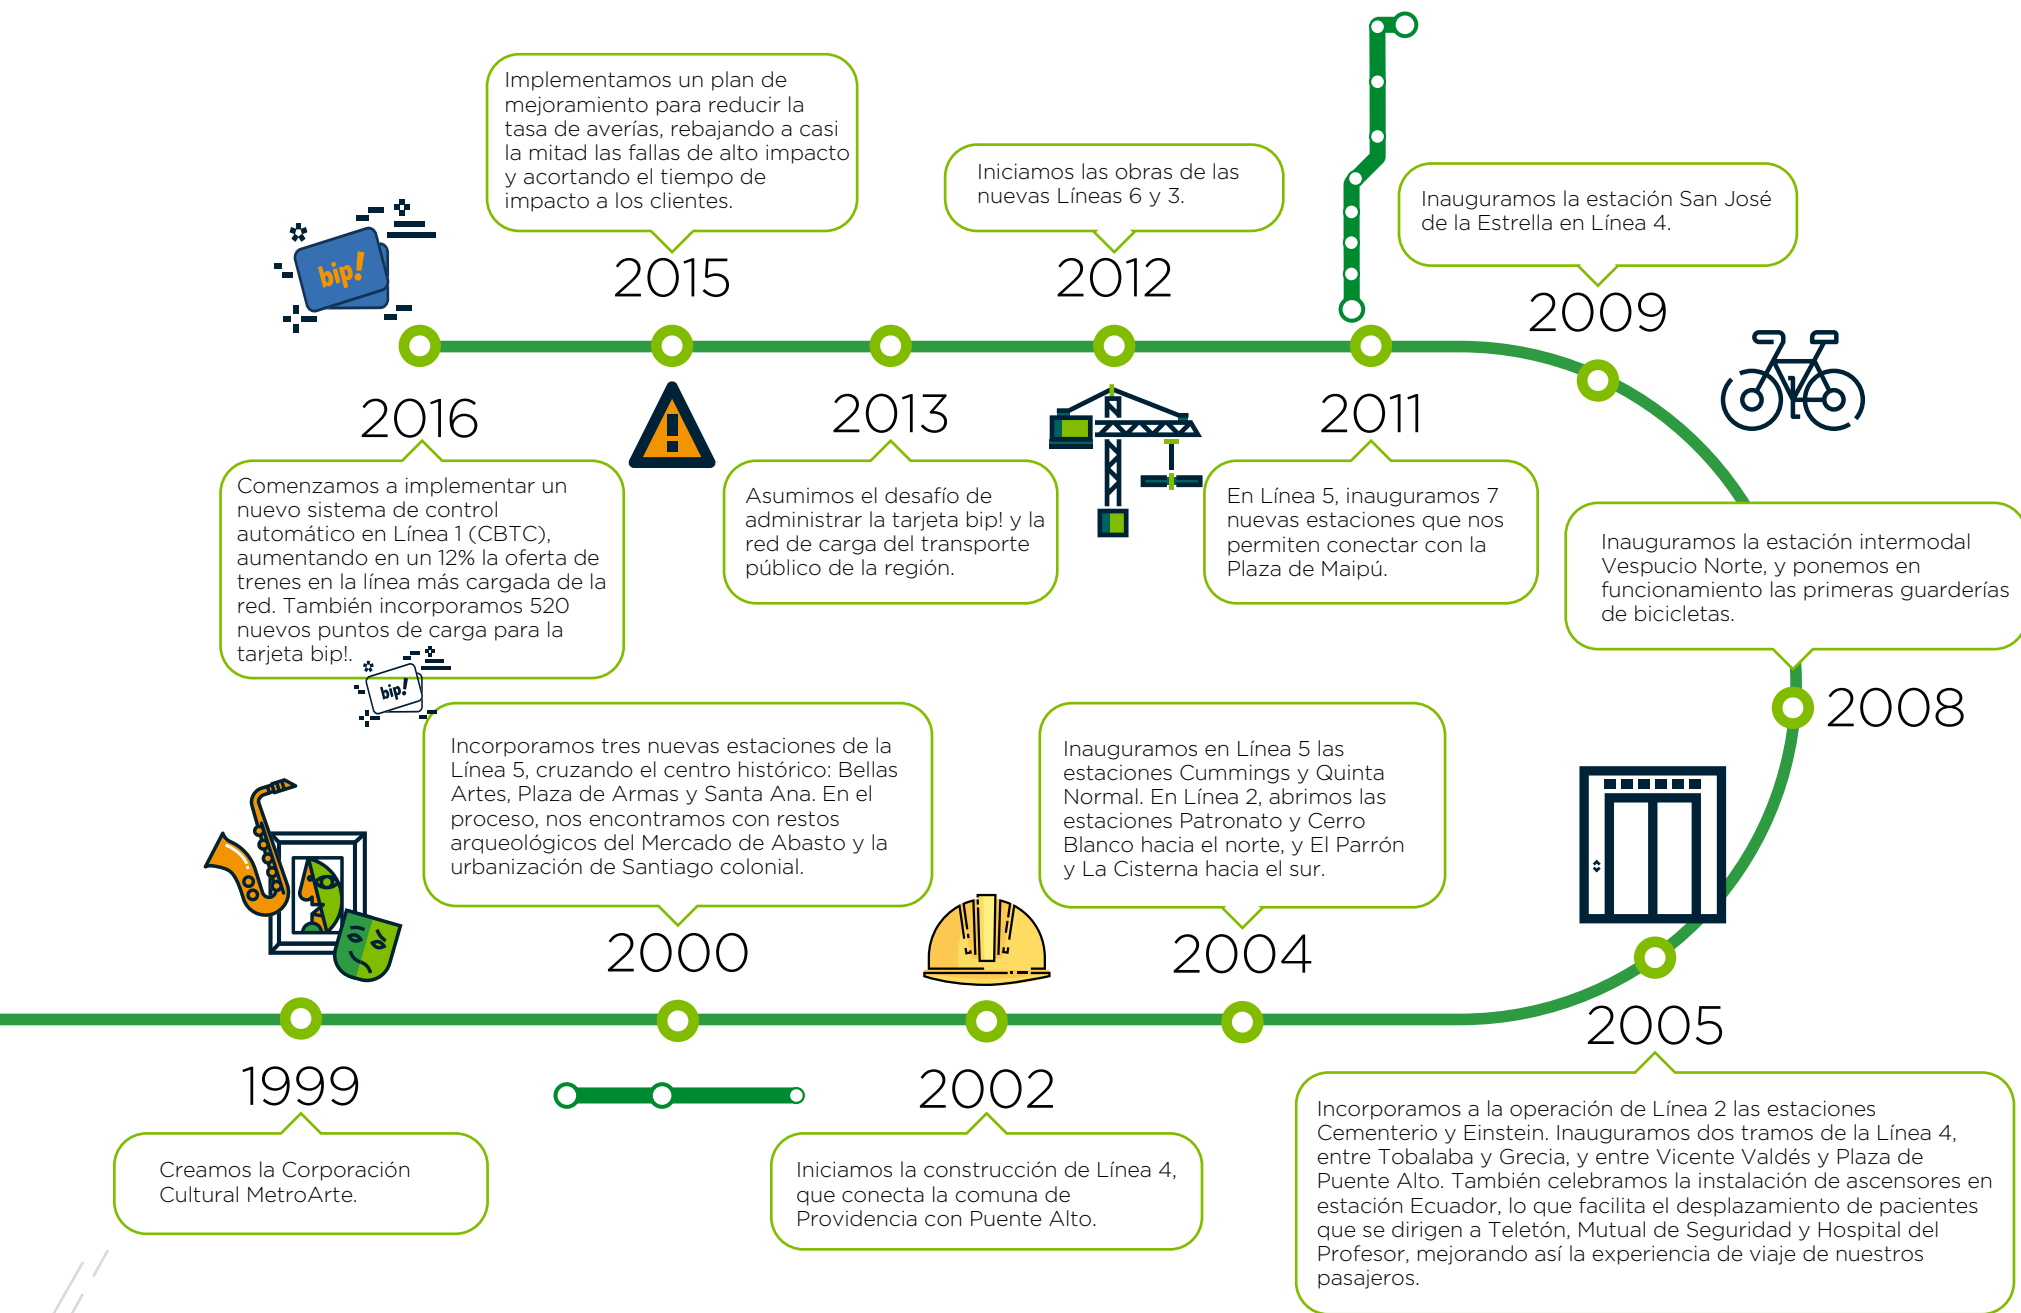 Implementamos un plan de
mejoramiento para reducir la
tasa de averías, rebajando a casi
la mitad las fallas de alto impacto
y acortando el tiempo de
impacto a los clientes.
2015
Iniciamos las obras de las
nuevas Líneas 6 y 3.
2012
Inauguramos la estación San José
de la Estrella en Línea 4.
2009
bip!
2016
Comenzamos a implementar un
nuevo sistema de control
automático en Línea 1 (CBTC),
aumentando en un 12% la oferta de
trenes en la línea más cargada de la
red. También incorporamos 520
nuevos puntos de carga para la
tarjeta bip!.
bip!
2013
Asumimos el desafío de
administrar la tarjeta bip! y la
red de carga del transporte
público de la región.
2011
En Línea 5, inauguramos 7
nuevas estaciones que nos
permiten conectar con la
Plaza de Maipú.
Inauguramos la estación intermodal
Vespucio Norte, y ponemos en
funcionamiento las primeras guarderías
de bicicletas.
2008
Incorporamos tres nuevas estaciones de la
Línea 5, cruzando el centro histórico: Bellas
Artes, Plaza de Armas y Santa Ana. En el
proceso, nos encontramos con restos
arqueológicos del Mercado de Abasto y la
urbanización de Santiago colonial.
2000
Inauguramos en Línea 5 las
estaciones Cummings y Quinta
Normal. En Línea 2, abrimos las
estaciones Patronato y Cerro
Blanco hacia el norte, y El Parrón
y La Cisterna hacia el sur.
2004
1999
Creamos la Corporación
Cultural MetroArte.
2002
Iniciamos la construcción de Línea 4,
que conecta la comuna de
Providencia con Puente Alto.
2005
Incorporamos a la operación de Línea 2 las estaciones
Cementerio y Einstein. Inauguramos dos tramos de la Línea 4,
entre Tobalaba y Grecia, y entre Vicente Valdés y Plaza de
Puente Alto. También celebramos la instalación de ascensores en
estación Ecuador, lo que facilita el desplazamiento de pacientes
que se dirigen a Teletón, Mutual de Seguridad y Hospital del
Profesor, mejorando así la experiencia de viaje de nuestros
pasajeros.